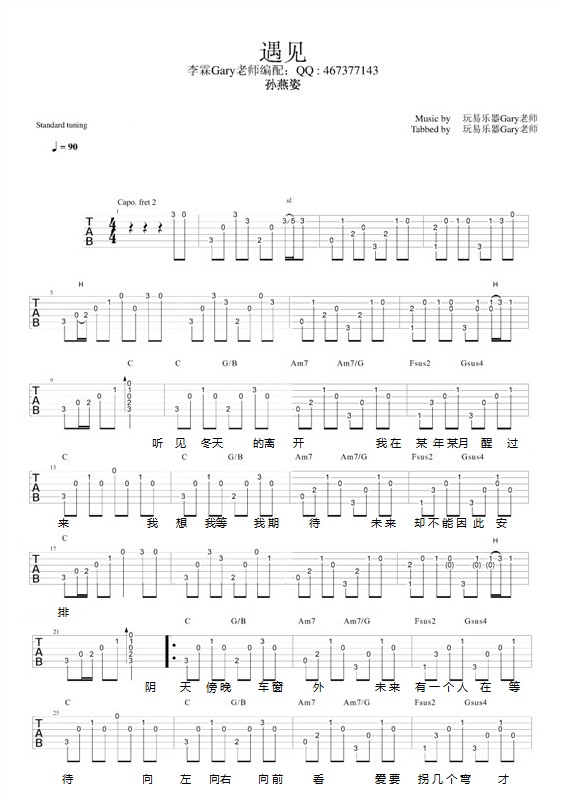 遇见
李霖Gary老师编配；QQ : 467377143
孙燕姿
Standard tuning
Music by 玩易乐器Gary老师
Tabbed by 玩易乐器Gary老师
♩ = 90
Capo. fret 2
sl.
H
C C G/B Am7 Am7/G Fsus2 Gsus4
听 见 冬天 的离 开 我在 某 年某月 醒 过
C C G/B Am7 Am7/G Fsus2 Gsus4
来 我 想 我等 我期 待 未来 却不能因此安
C H
排
C G/B Am7 Am7/G Fsus2 Gsus4
阴 天 傍晚 车窗 外 未来 有一个人 在 等
C C G/B Am7 Am7/G Fsus2 Gsus4
待 向 左 向右 向前 看 爱要 拐几个弯 才